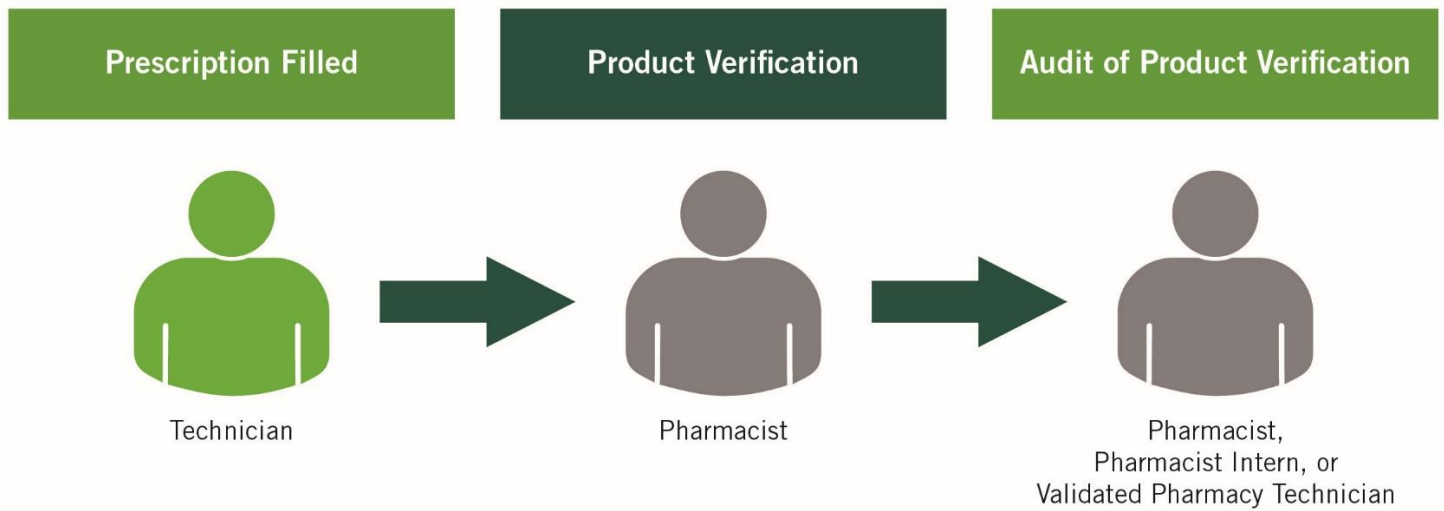 Prescription Filled
Product Verification
Audit of Product Verification
Technician
Pharmacist
Pharmacist,
Pharmacist Intern, or
Validated Pharmacy Technician